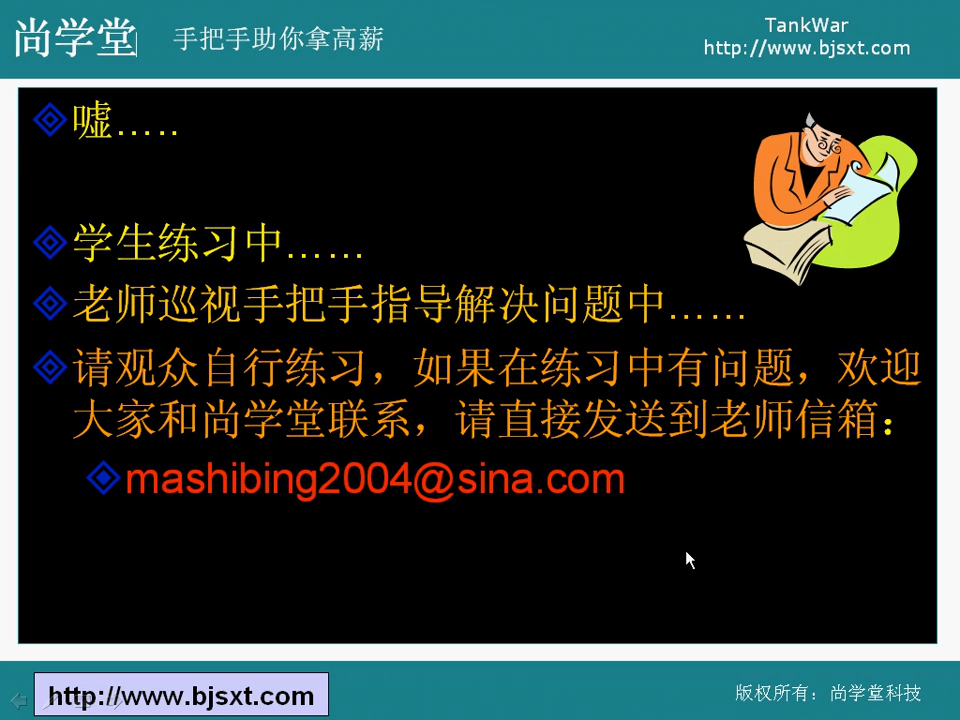 尚学堂 手把手助你拿高薪
TankWar
http://www.bjsxt.com
嘘…..
学生练习中……
老师巡视手把手指导解决问题中……
请观众自行练习，如果在练习中有问题，欢迎
大家和尚学堂联系，请直接发送到老师信箱：
mashibing2004@sina.com
http://www.bjsxt.com
版权所有：尚学堂科技